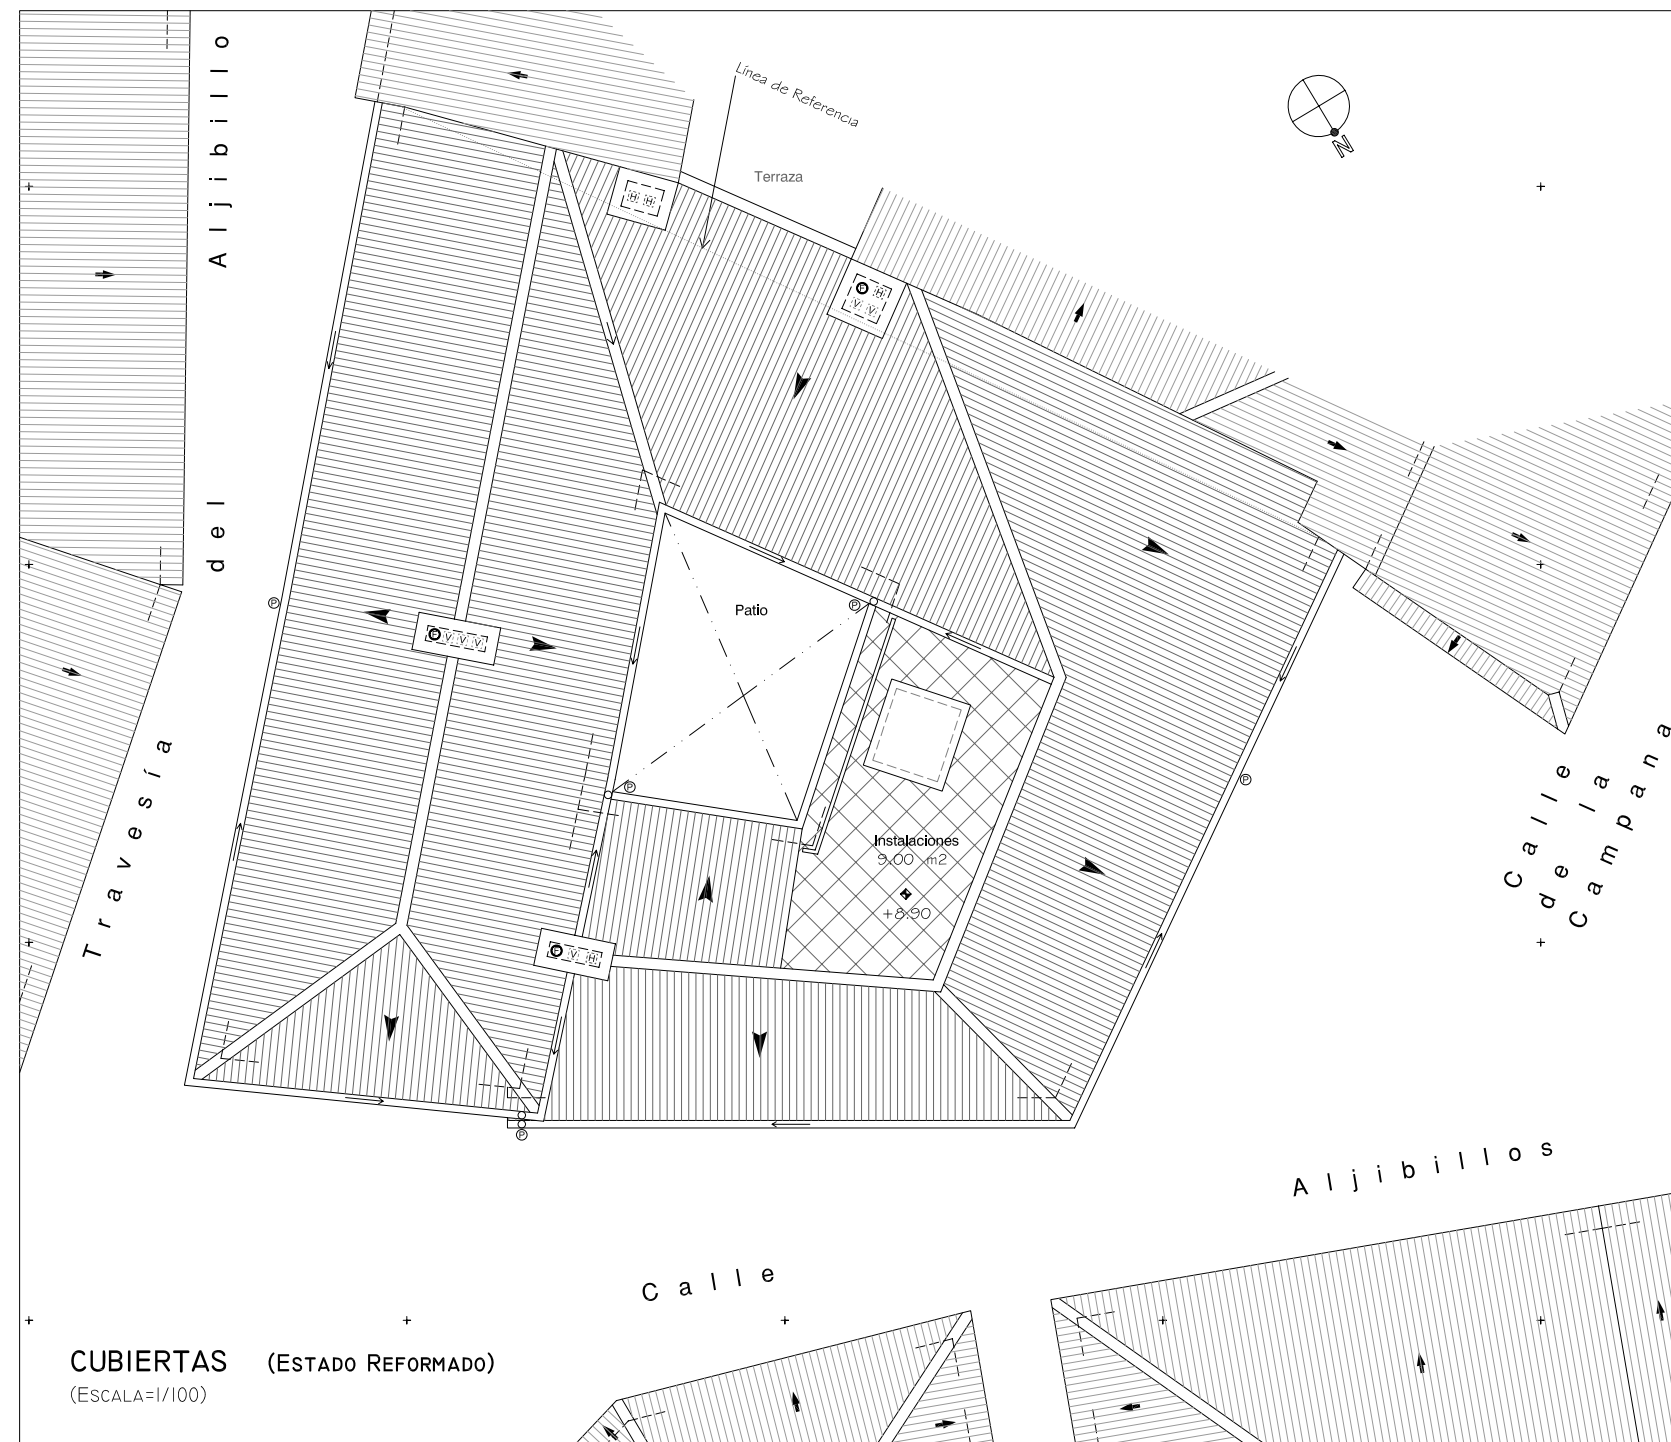 Travesía del Aljibillo
Línea de Referencia
Terraza
N
H H
F H
V V
Patio
P
P
P
F V V V
Instalaciones
9.00 m2
+8.90
P
F V H
P
Calle
de la
Campana
Calle Aljibillos
CUBIERTAS (ESTADO REFORMADO)
(ESCALA=1/100)